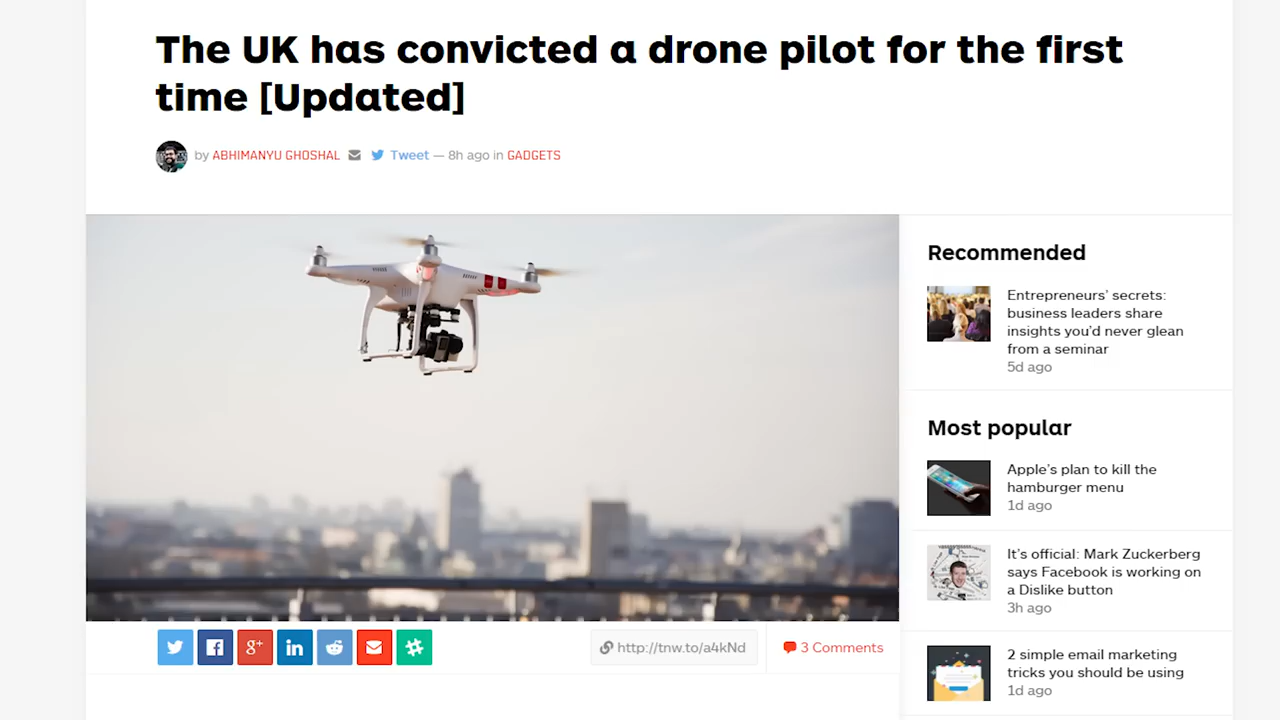 The UK has convicted a drone pilot for the first
time [Updated]
by ABHIMANYU GHOSHAL Tweet — 8h ago in GADGETS
Recommended
Entrepreneurs' secrets:
business leaders share
insights you'd never glean
from a seminar
5d ago
Most popular
Apple's plan to kill the
hamburger menu
1d ago
It's official: Mark Zuckerberg
says Facebook is working on
a Dislike button
3h ago
2 simple email marketing
tricks you should be using
1d ago
g+ in http://tnw.to/a4kNd 3 Comments